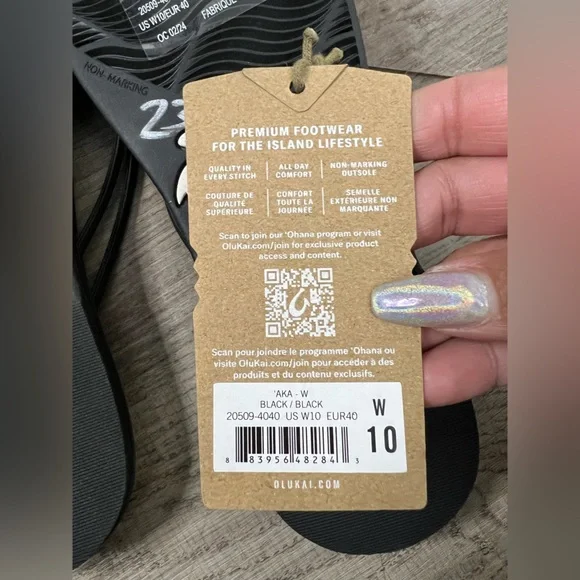 20509-40
US W10/EUR 40
OC 02/24
FABRIQUÉ
NON-MARKING
23
PREMIUM FOOTWEAR
FOR THE ISLAND LIFESTYLE
QUALITY IN
EVERY STITCH
ALL DAY
COMFORT
NON-MARKING
OUTSOLE
COUTURE DE
QUALITÉ
SUPÉRIEURE
CONFORT
TOUTE LA
JOURNÉE
SEMELLE
EXTÉRIEURE NON
MARQUANTE
Scan to join our 'Ohana program or visit
OluKai.com/join for exclusive product
access and content.
Scan pour joindre le programme 'Ohana ou
visite OluKai.com/join pour accéder à des
produits et du contenu exclusifs.
'AKA - W
BLACK / BLACK
20509-4040 US W10 EUR40
8 83956 48284 3
W
10
OLUKAI.COM